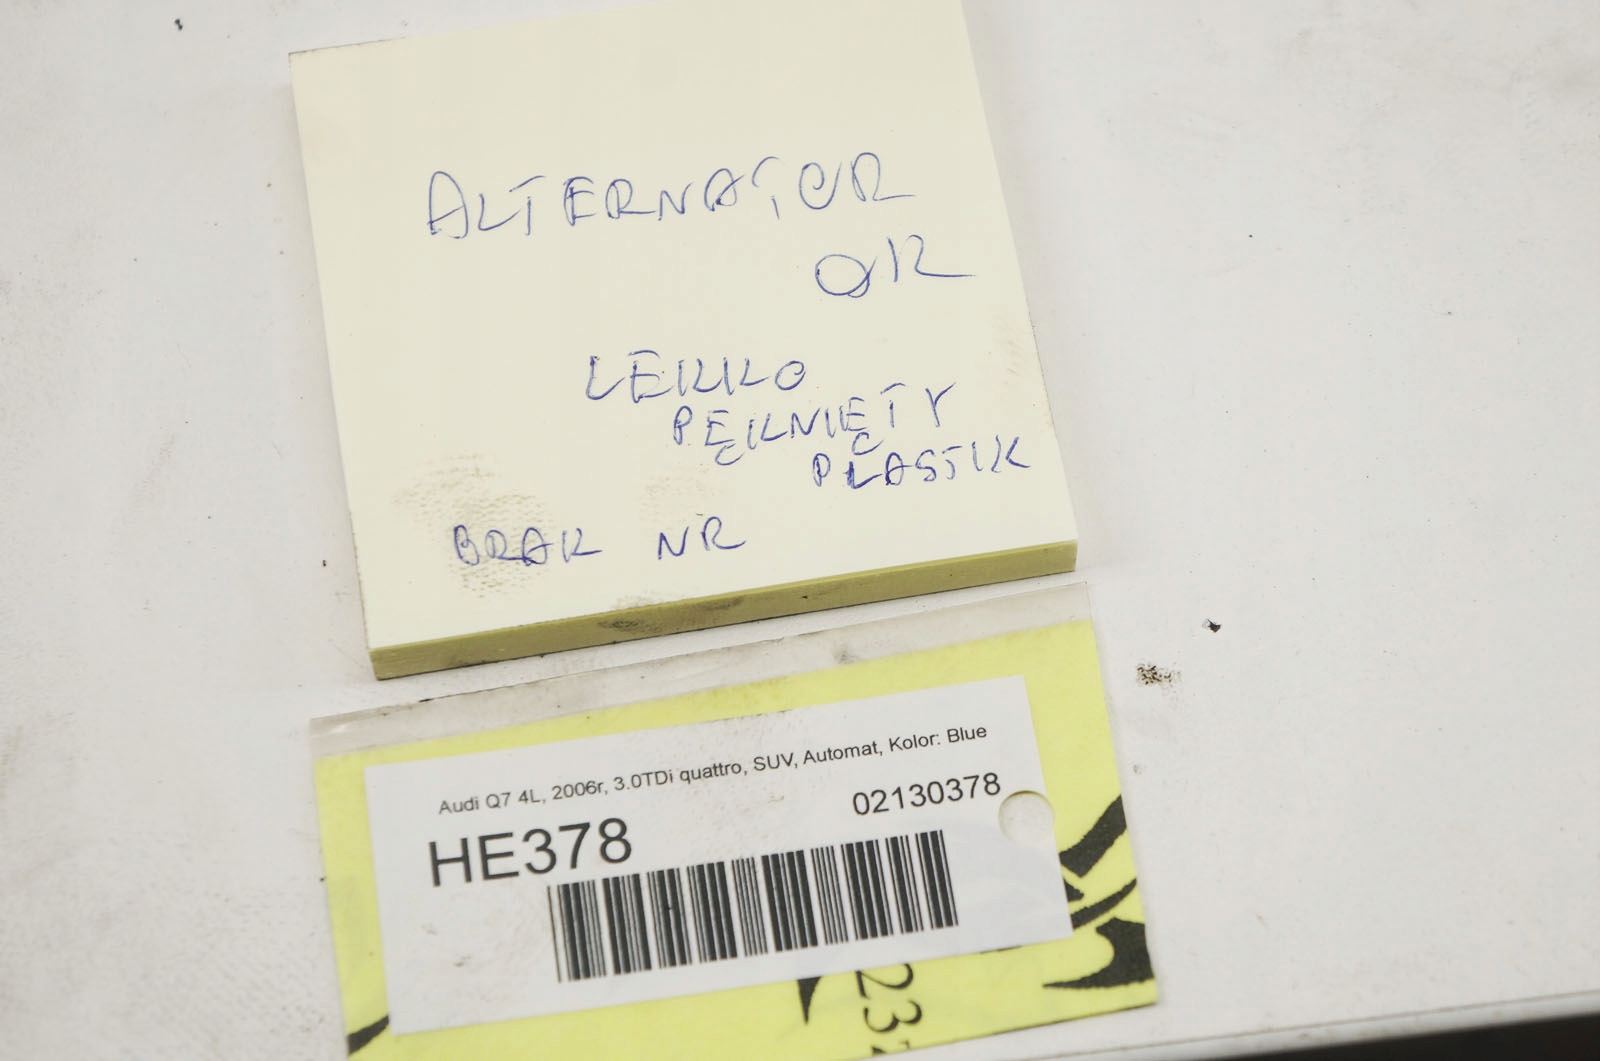 ALTERNATOR
OK
LEKKO
PĘKNIĘTY
PLASTIK
BRAK NR
Audi Q7 4L, 2006r, 3.0TDi quattro, SUV, Automat, Kolor: Blue
02130378
HE378